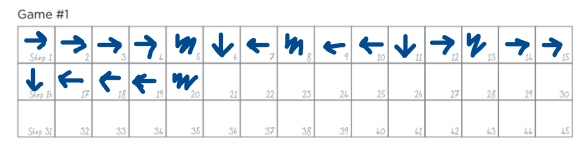 Game #1
Step 1 2 3 4 5 6 7 8 9 10 11 12 13 14 15
Step 16 17 18 19 20 21 22 23 24 25 26 27 28 29 30
Step 31 32 33 34 35 36 37 38 39 40 41 42 43 44 45